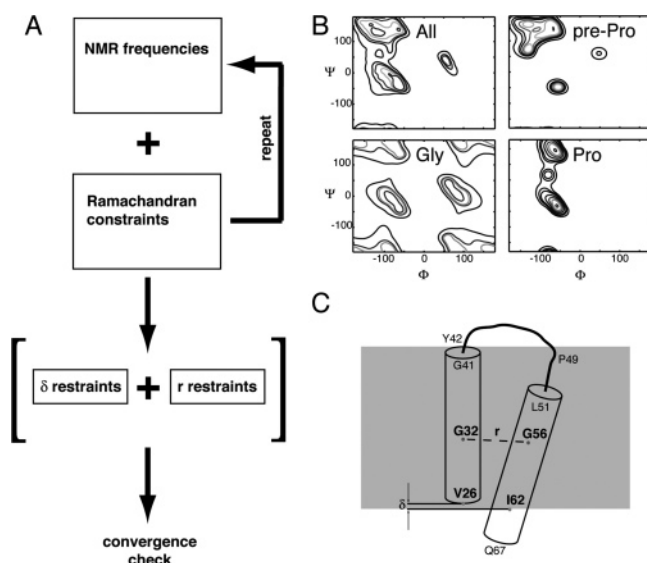 A
NMR frequencies
+
repeat
Ramachandran
constraints
[ δ restraints + r restraints ]
convergence
check
B
All
pre-Pro
Ψ
100
0
-100
Gly
Pro
Ψ
100
0
-100
-100 0 100
-100 0 100
Φ
Φ
C
Y42
P49
G41
L51
G32 r G56
V26
I62
δ
Q67